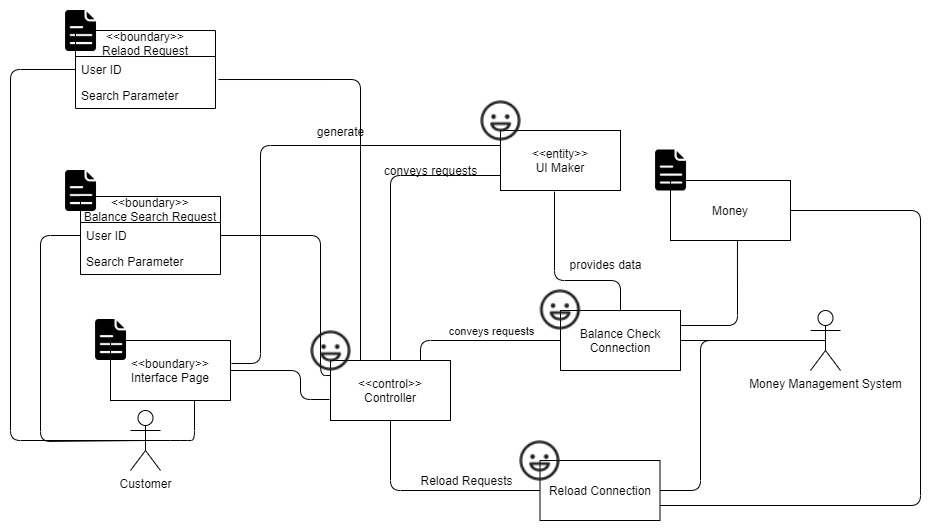 <<boundary>>
Relaod Request
User ID
Search Parameter
generate
<<entity>>
UI Maker
conveys requests
<<boundary>>
Balance Search Request
User ID
Search Parameter
Money
provides data
<<boundary>>
Interface Page
conveys requests
Balance Check
Connection
<<control>>
Controller
Money Management System
Customer
Reload Requests
Reload Connection